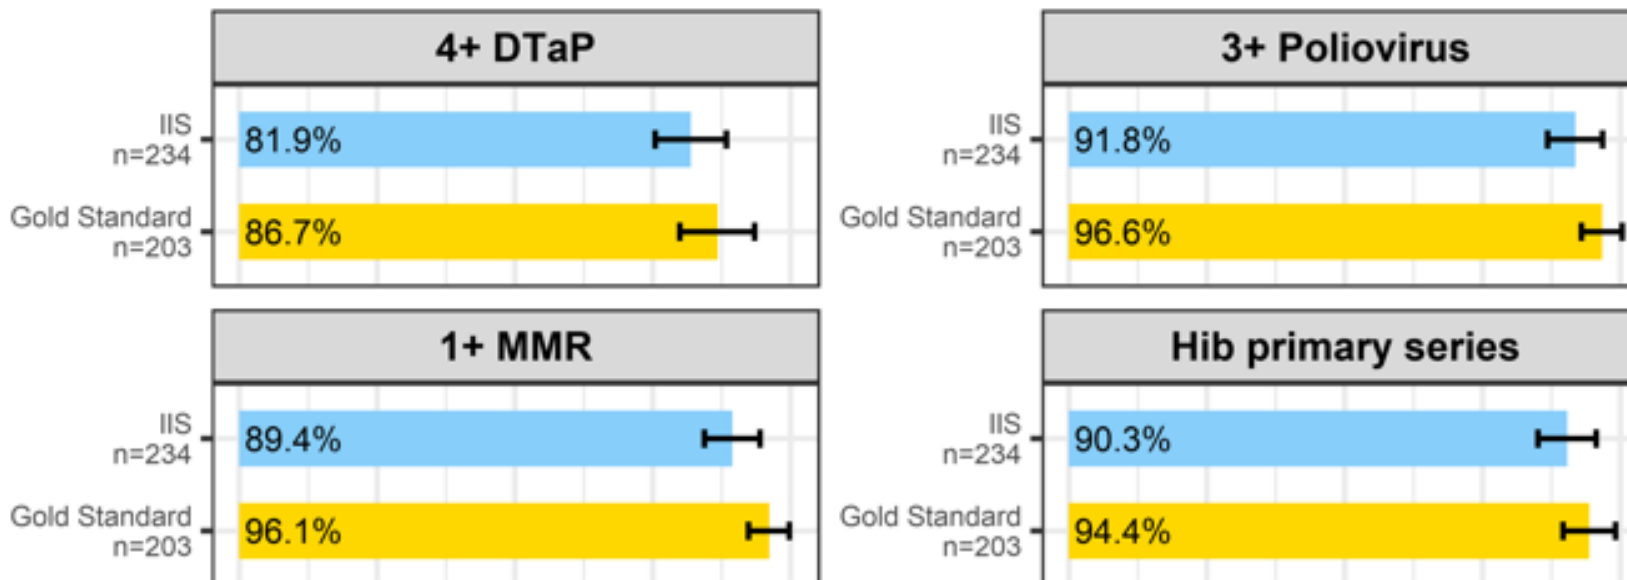 4+ DTaP
IIS
n=234
81.9%
Gold Standard
n=203
86.7%
3+ Poliovirus
IIS
n=234
91.8%
Gold Standard
n=203
96.6%
1+ MMR
IIS
n=234
89.4%
Gold Standard
n=203
96.1%
Hib primary series
IIS
n=234
90.3%
Gold Standard
n=203
94.4%